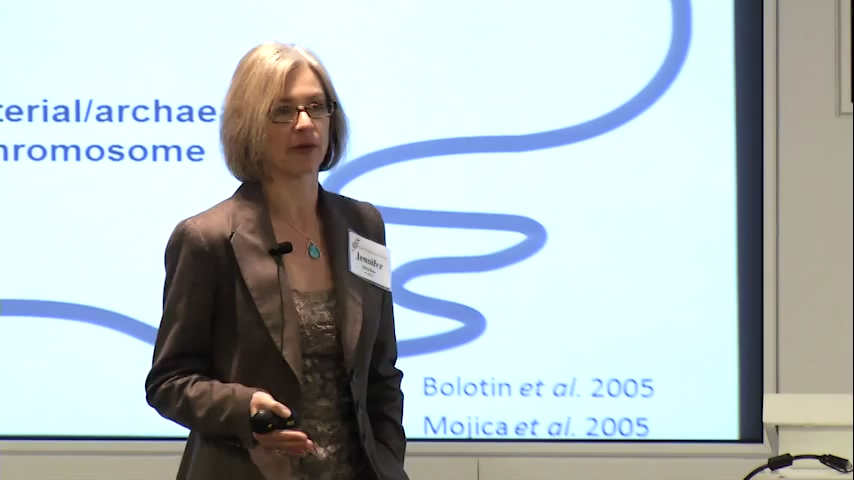 terial/archae
hromosome
Jennifer
Bolotin et al. 2005
Mojica et al. 2005